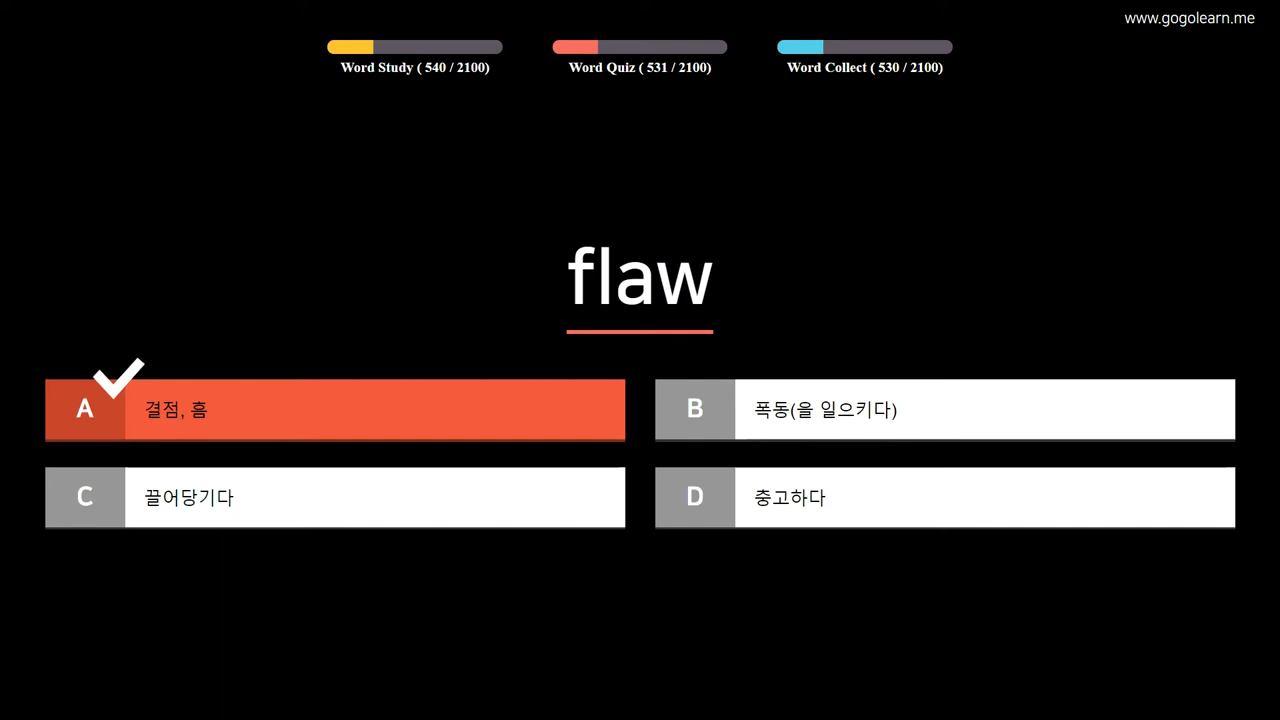 www.gogolearn.me
Word Study ( 540 / 2100)
Word Quiz ( 531 / 2100)
Word Collect ( 530 / 2100)
flaw
A 결점, 흠
B 폭동(을 일으키다)
C 끌어당기다
D 충고하다